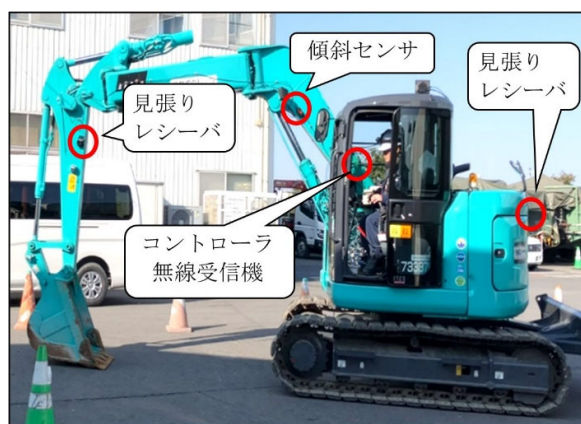 傾斜センサ
見張り
レシーバ
見張り
レシーバ
コントローラ
無線受信機